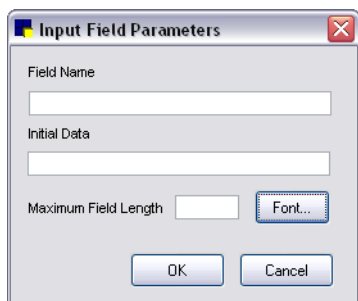 Input Field Parameters
Field Name
Initial Data
Maximum Field Length Font...
OK Cancel